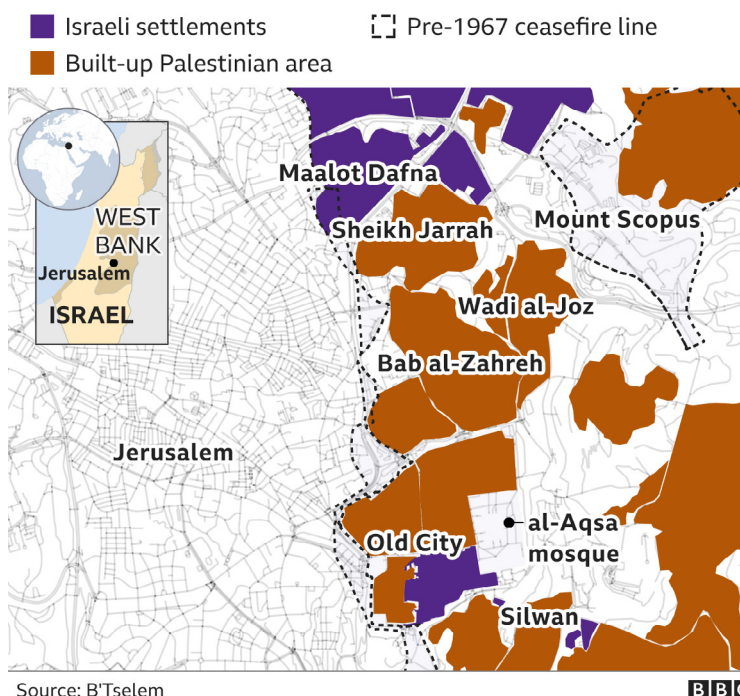 Israeli settlements
Pre-1967 ceasefire line
Built-up Palestinian area
Maalot Dafna
Mount Scopus
Sheikh Jarrah
WEST
BANK
Jerusalem
ISRAEL
Wadi al-Joz
Bab al-Zahreh
Jerusalem
al-Aqsa
mosque
Old City
Silwan
Source: B'Tselem
BBC